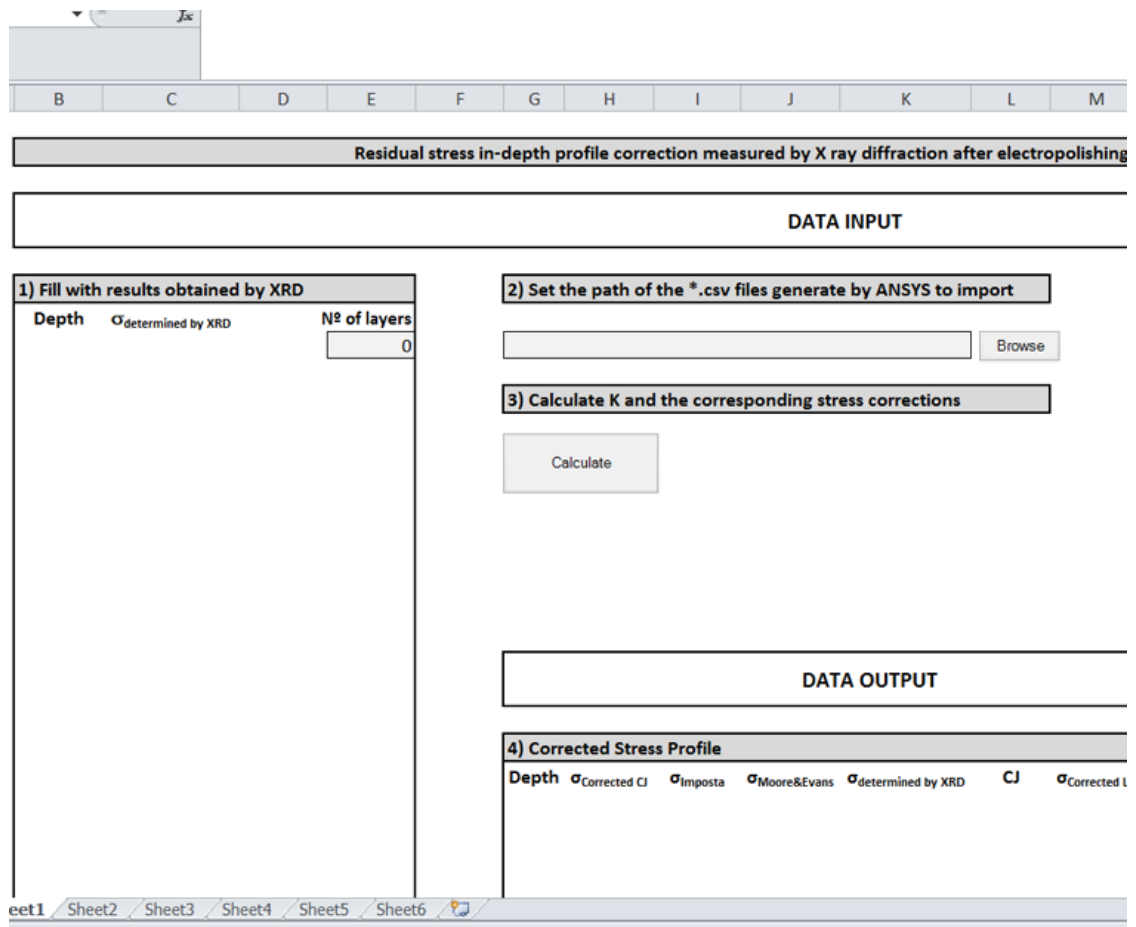 fx
B C D E F G H I J K L M
Residual stress in-depth profile correction measured by X ray diffraction after electropolishing
DATA INPUT
1) Fill with results obtained by XRD
Depth σdetermined by XRD Nº of layers
0
2) Set the path of the *.csv files generate by ANSYS to import
Browse
3) Calculate K and the corresponding stress corrections
Calculate
DATA OUTPUT
4) Corrected Stress Profile
Depth σCorrected CJ σImposta σMoore&Evans σdetermined by XRD CJ σCorrected L
eet1 Sheet2 Sheet3 Sheet4 Sheet5 Sheet6